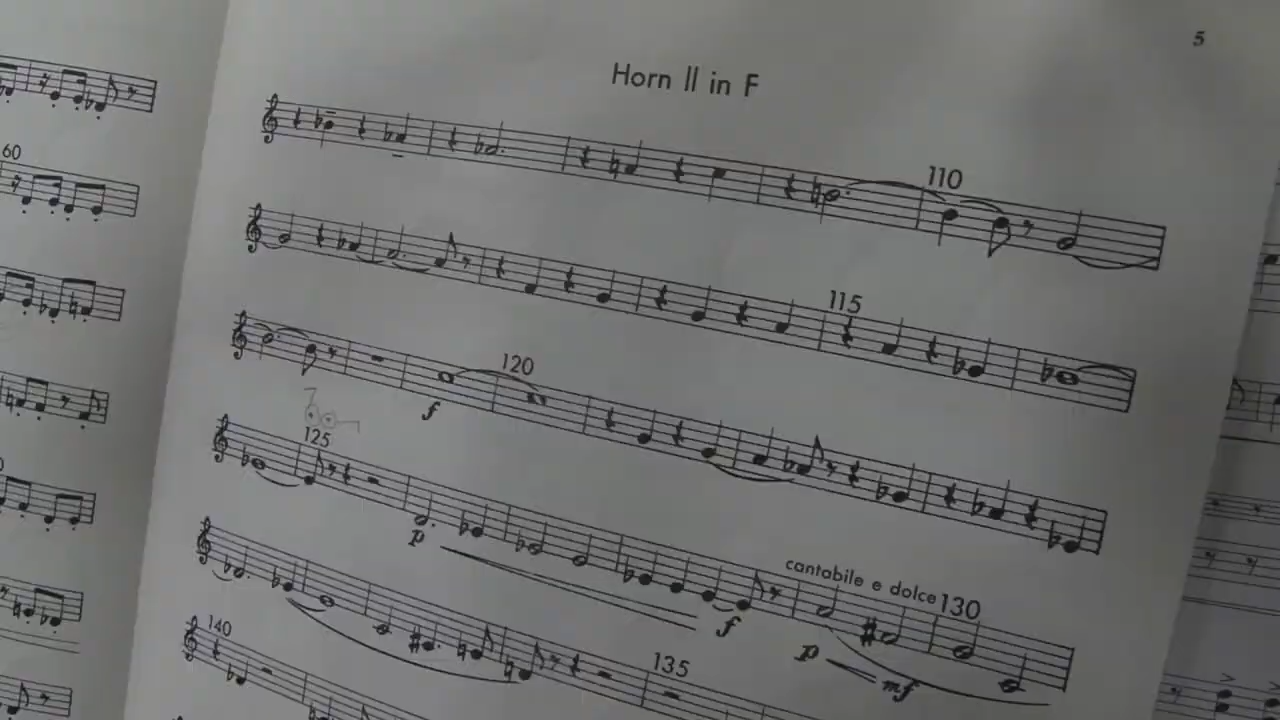 5
Horn II in F
110
60
115
120
f
125
p
f
cantabile e dolce 130
p mf
135
140